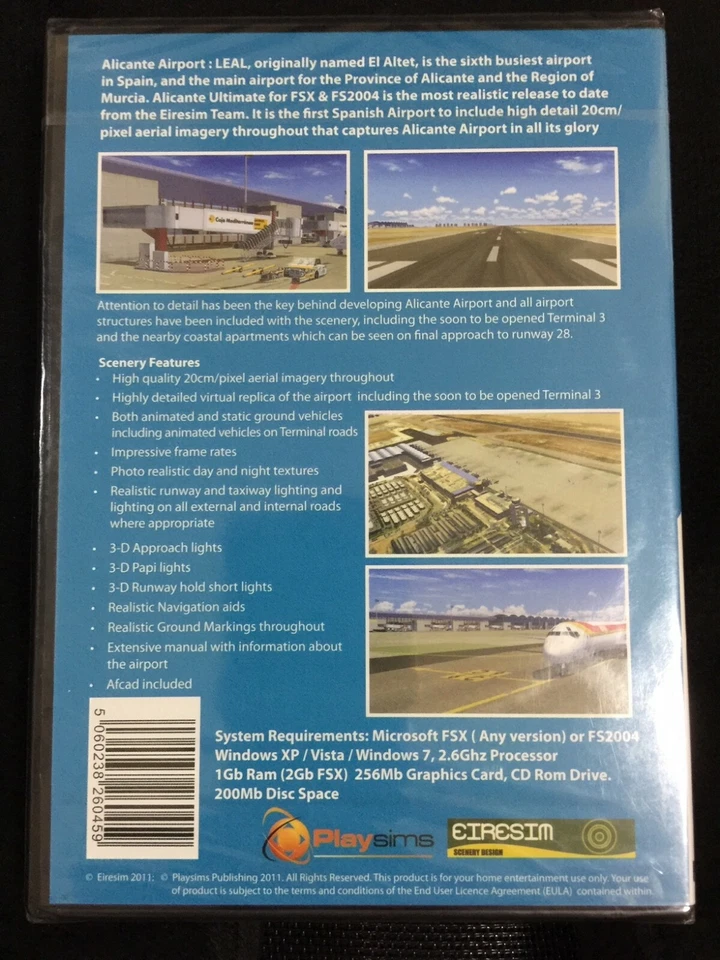 Alicante Airport : LEAL, originally named El Altet, is the sixth busiest airport
in Spain, and the main airport for the Province of Alicante and the Region of
Murcia. Alicante Ultimate for FSX & FS2004 is the most realistic release to date
from the Eiresim Team. It is the first Spanish Airport to include high detail 20cm/
pixel aerial imagery throughout that captures Alicante Airport in all its glory
Caja Mediterraneo
Attention to detail has been the key behind developing Alicante Airport and all airport
structures have been included with the scenery, including the soon to be opened Terminal 3
and the nearby coastal apartments which can be seen on final approach to runway 28.
Scenery Features
• High quality 20cm/pixel aerial imagery throughout
• Highly detailed virtual replica of the airport including the soon to be opened Terminal 3
• Both animated and static ground vehicles
including animated vehicles on Terminal roads
• Impressive frame rates
• Photo realistic day and night textures
• Realistic runway and taxiway lighting and
lighting on all external and internal roads
where appropriate
• 3-D Approach lights
• 3-D Papi lights
• 3-D Runway hold short lights
• Realistic Navigation aids
• Realistic Ground Markings throughout
• Extensive manual with information about
the airport
• Afcad included
5 060238 260459
System Requirements: Microsoft FSX ( Any version) or FS2004
Windows XP / Vista / Windows 7, 2.6Ghz Processor
1Gb Ram (2Gb FSX) 256Mb Graphics Card, CD Rom Drive.
200Mb Disc Space
Playsims
EIRESIM
SCENERY DESIGN
© Eiresim 2011: © Playsims Publishing 2011. All Rights Reserved. This product is for your home entertainment use only. Your use
of product is subject to the terms and conditions of the End User Licence Agreement (EULA) contained within.